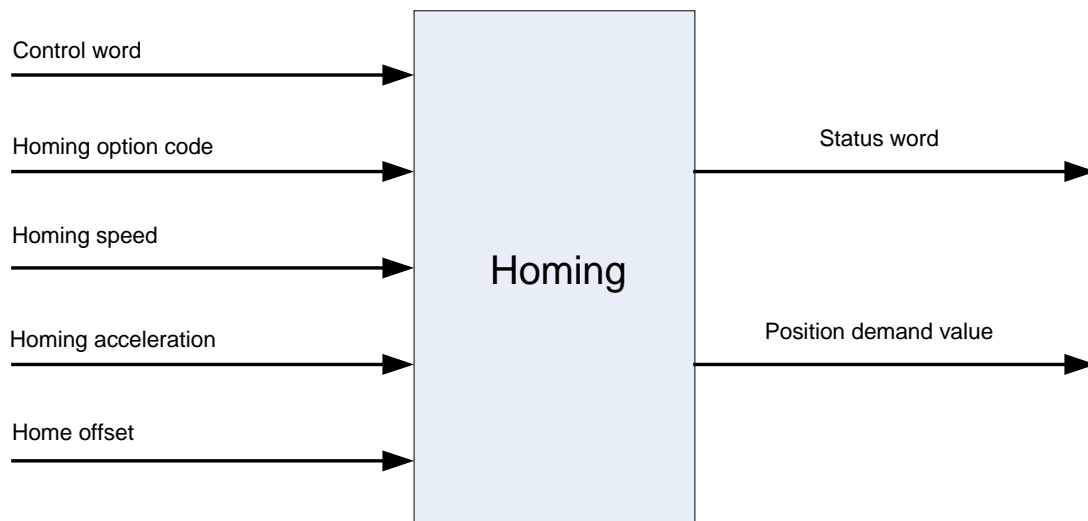 Control word
Homing option code
Homing speed
Homing acceleration
Home offset
Homing
Status word
Position demand value